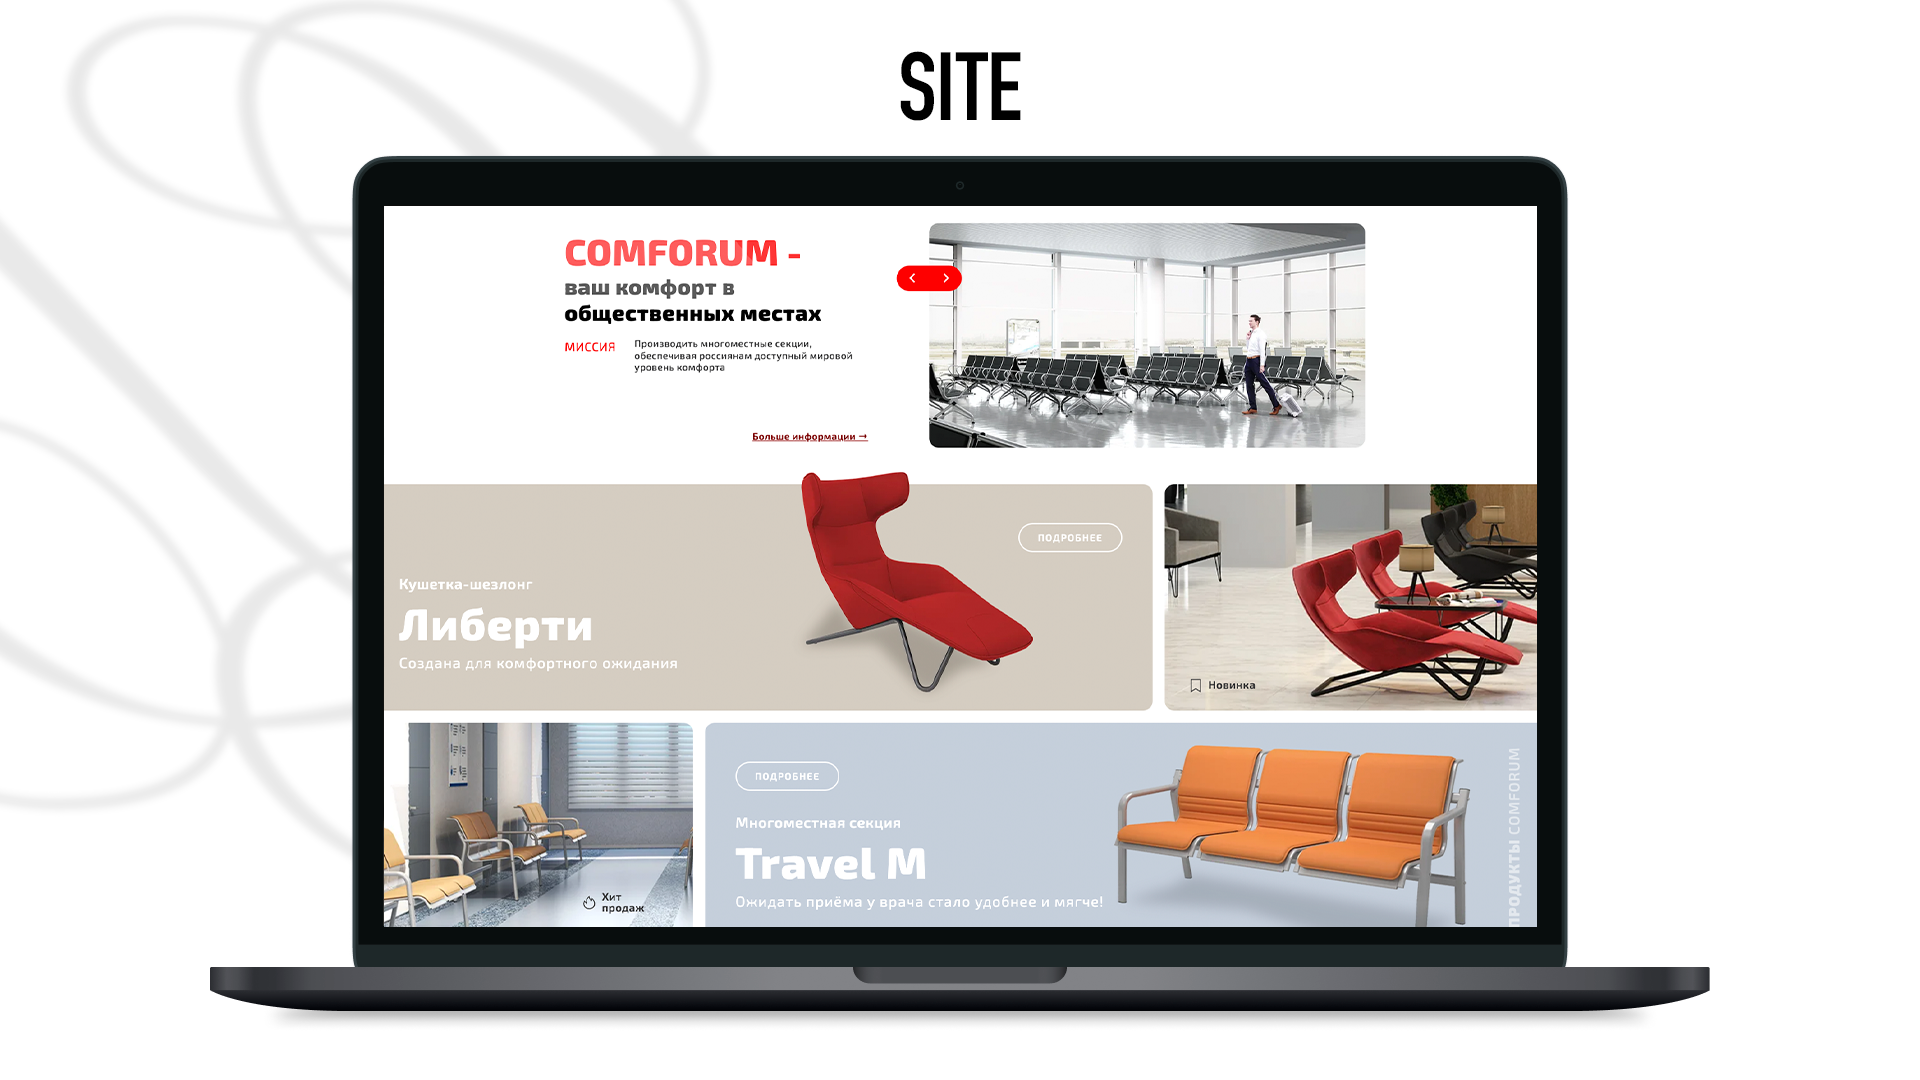 SITE
COMFORUM -
ваш комфорт в
общественных местах
МИССИЯ
Производить многоместные секции,
обеспечивая россиянам доступный мировой
уровень комфорта
Больше информации →
ПОДРОБНЕЕ
Кушетка-шезлонг
Либерти
Создана для комфортного ожидания
Новинка
Хит
продаж
ПОДРОБНЕЕ
Многоместная секция
Travel M
Ожидать приёма у врача стало удобнее и мягче!
ПРОДУКТЫ COMFORUM